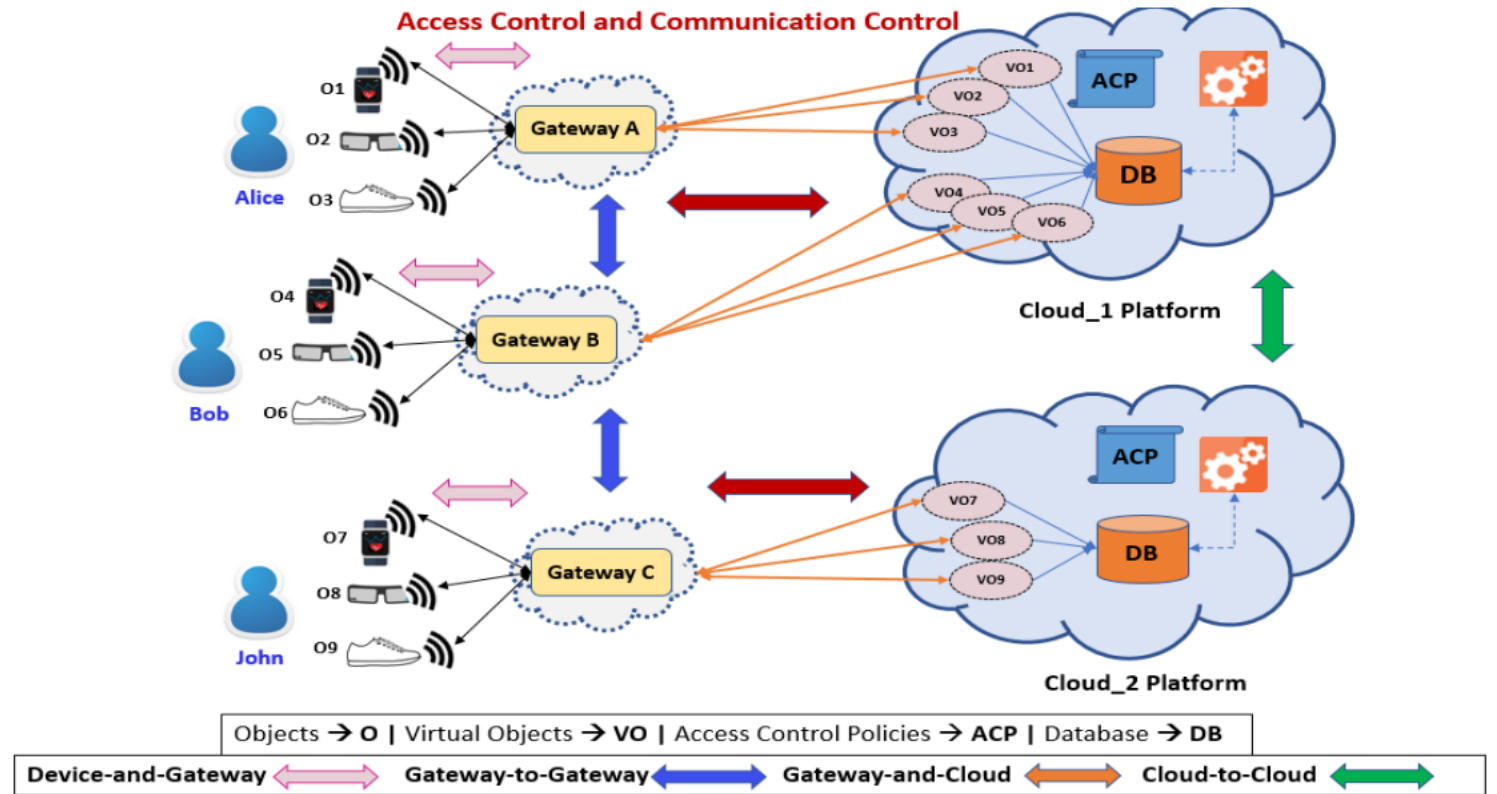 Access Control and Communication Control
O1
O2
O3
Alice
Gateway A
VO1
VO2
VO3
VO4
VO5
VO6
ACP
DB
Cloud_1 Platform
O4
O5
O6
Bob
Gateway B
O7
O8
O9
John
Gateway C
VO7
VO8
VO9
ACP
DB
Cloud_2 Platform
Objects → O | Virtual Objects → VO | Access Control Policies → ACP | Database → DB
Device-and-Gateway Gateway-to-Gateway Gateway-and-Cloud Cloud-to-Cloud